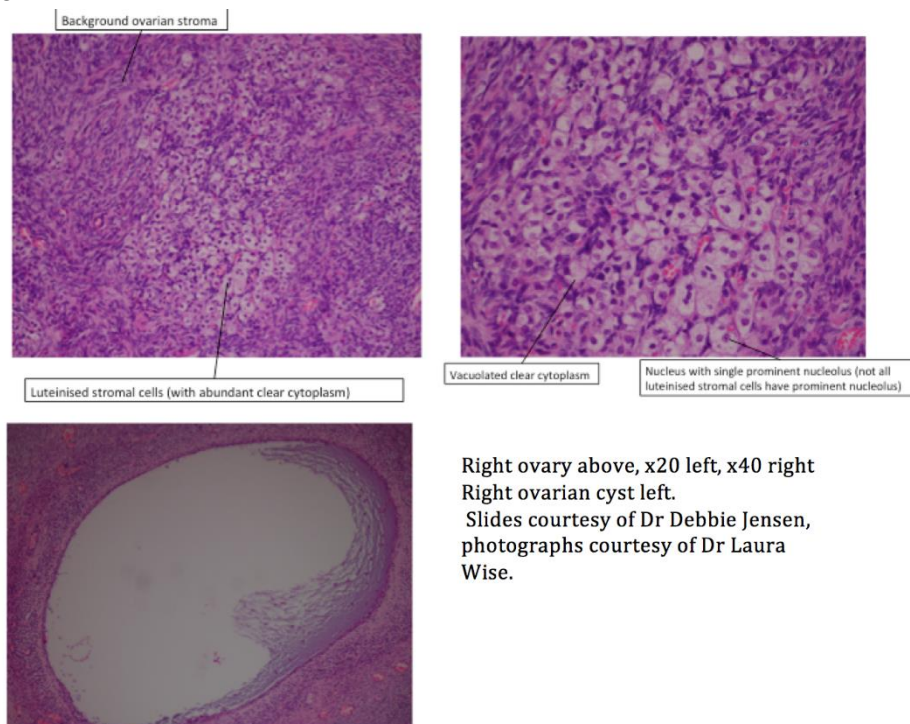 Background ovarian stroma
Luteinised stromal cells (with abundant clear cytoplasm)
Vacuolated clear cytoplasm
Nucleus with single prominent nucleolus (not all
luteinised stromal cells have prominent nucleolus)
Right ovary above, x20 left, x40 right
Right ovarian cyst left.
Slides courtesy of Dr Debbie Jensen,
photographs courtesy of Dr Laura
Wise.